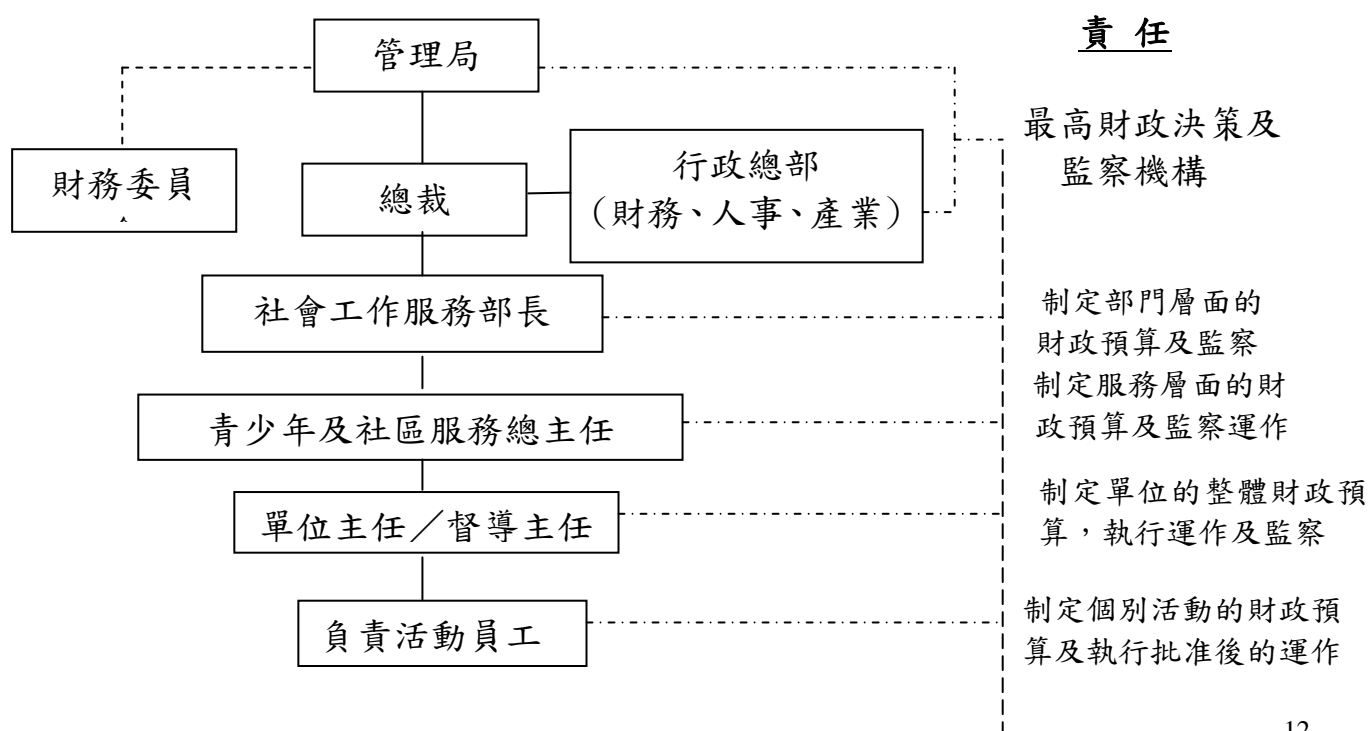 責 任
管理局
最高財政決策及
監察機構
財務委員
總裁
行政總部
（財務、人事、產業）
社會工作服務部長
制定部門層面的
財政預算及監察
青少年及社區服務總主任
制定服務層面的財
政預算及監察運作
單位主任／督導主任
制定單位的整體財政預
算，執行運作及監察
負責活動員工
制定個別活動的財政預
算及執行批准後的運作
12